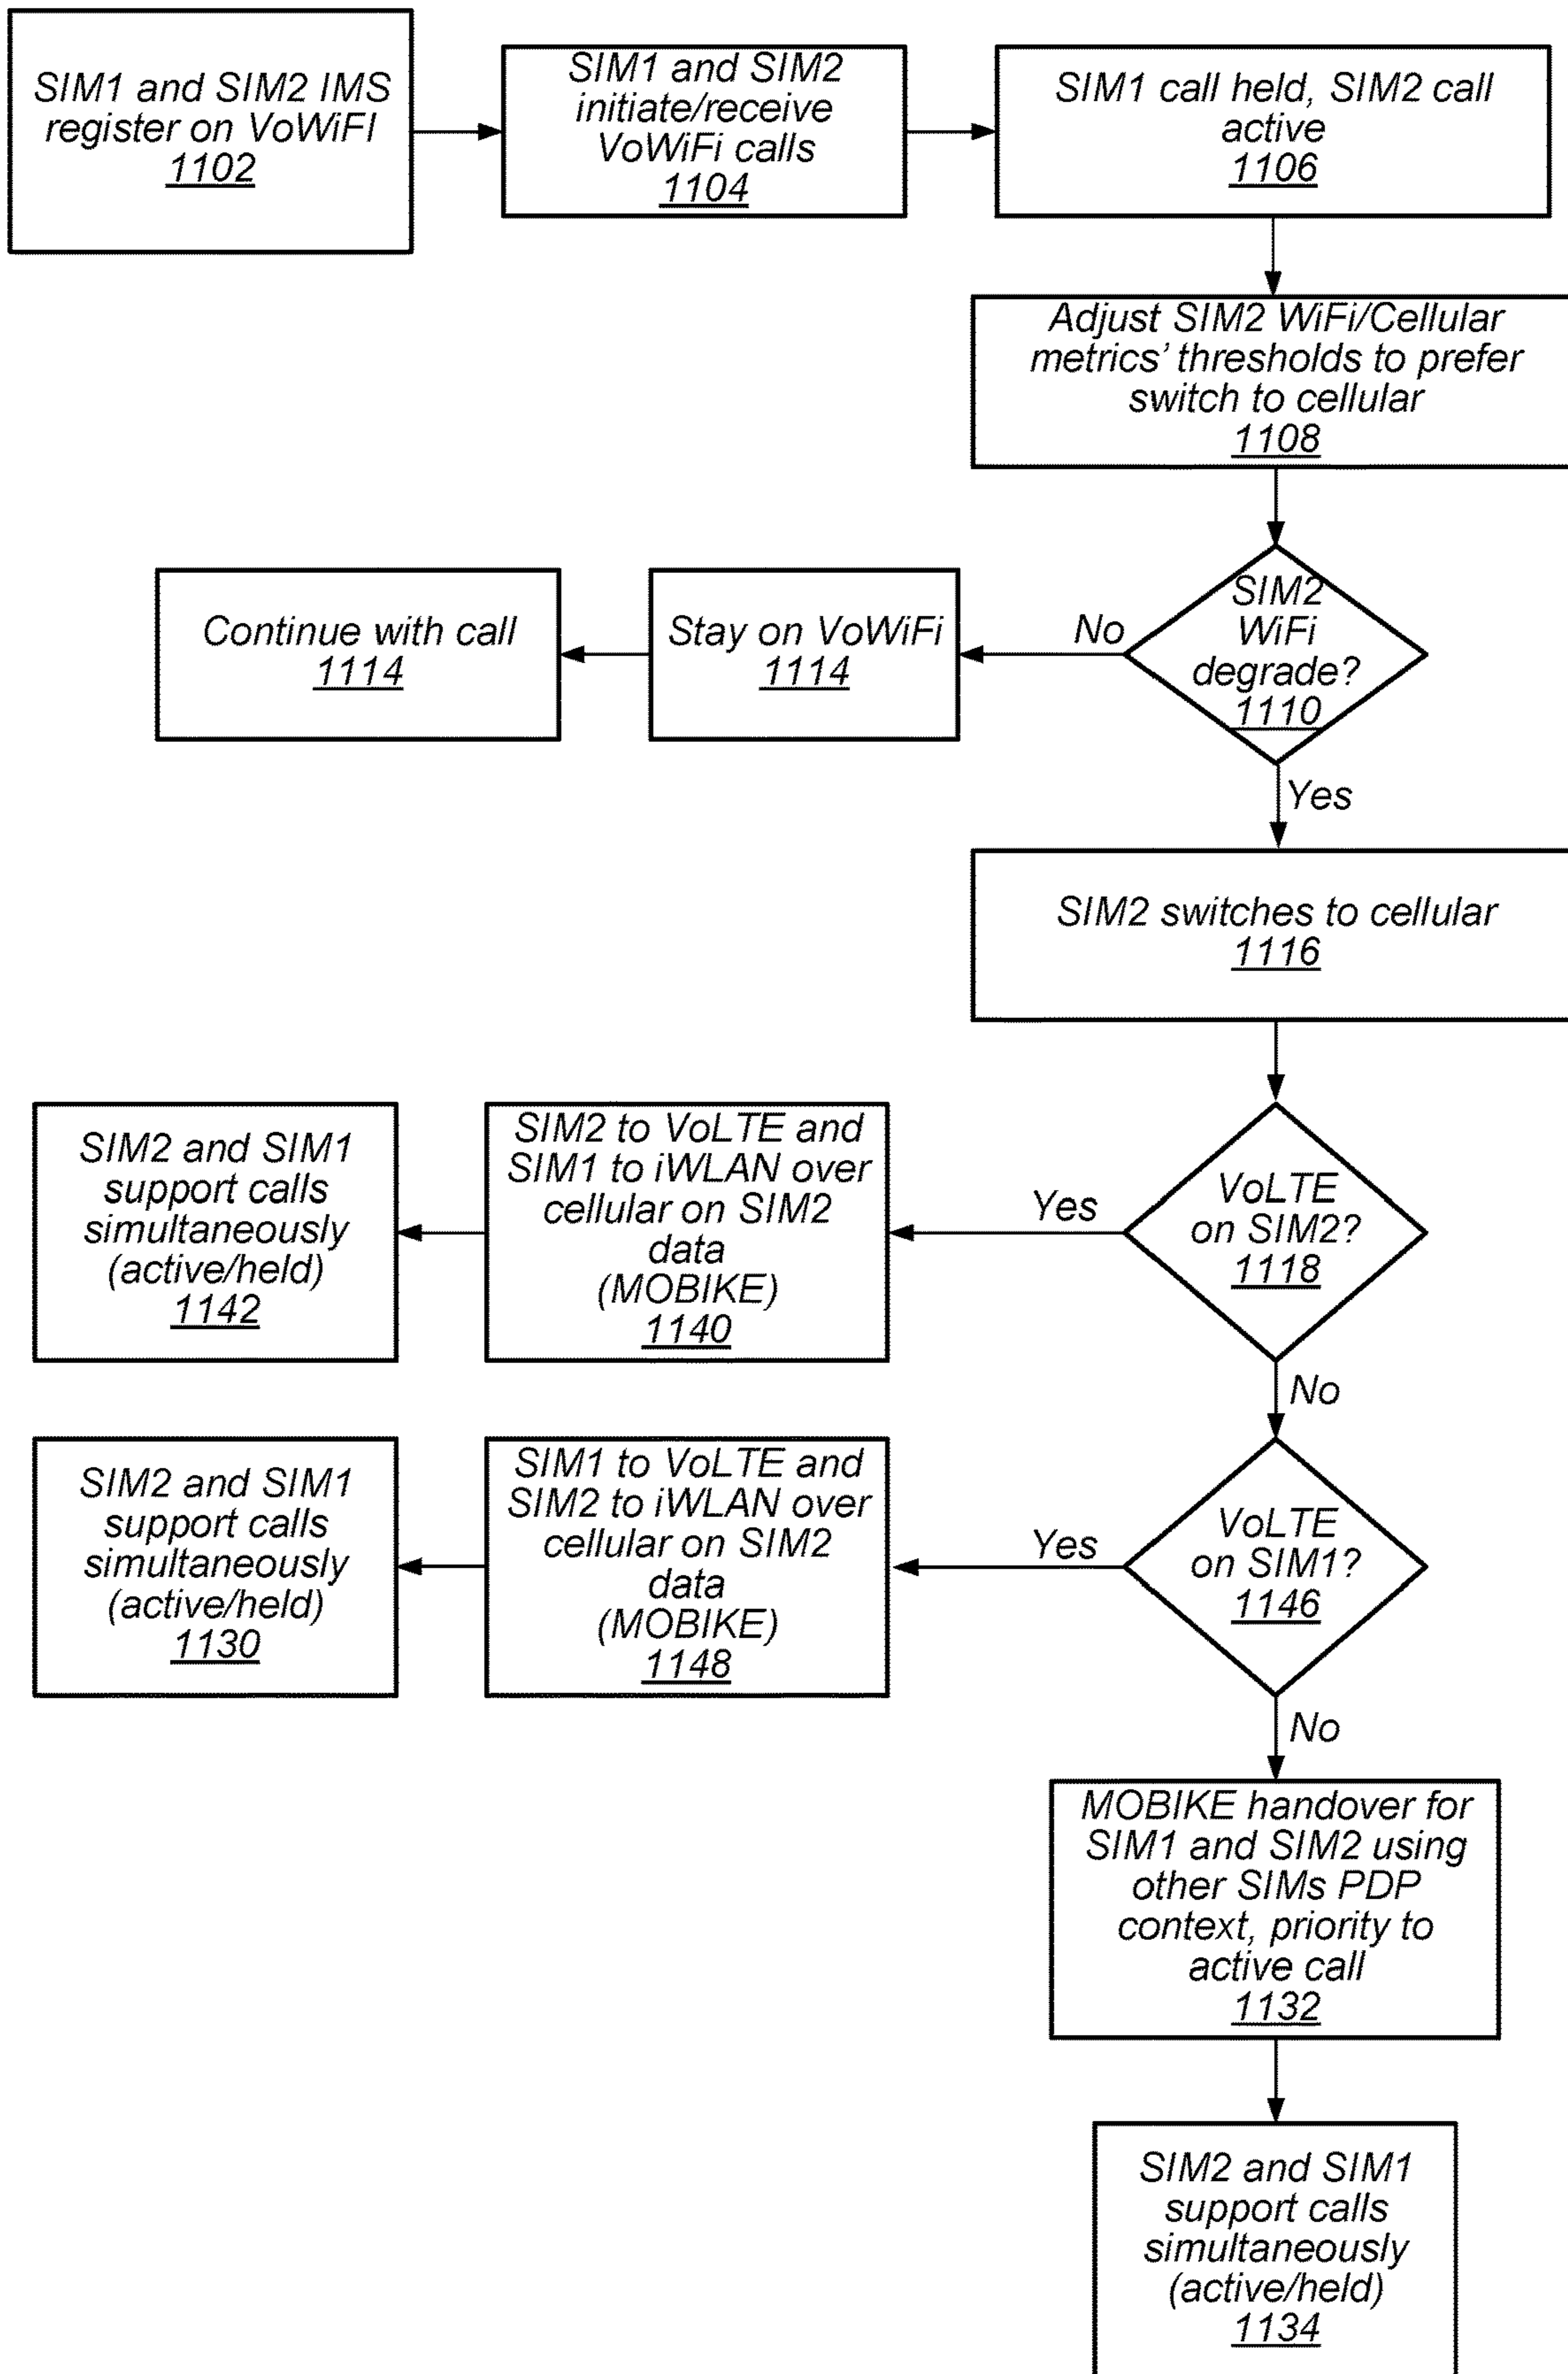 SIM1 and SIM2 IMS
register on VoWiFI
1102
SIM1 and SIM2
initiate/receive
VoWiFi calls
1104
SIM1 call held, SIM2 call
active
1106
Adjust SIM2 WiFi/Cellular
metrics' thresholds to prefer
switch to cellular
1108
SIM2
WiFi
degrade?
1110
No
Stay on VoWiFi
1114
Continue with call
1114
Yes
SIM2 switches to cellular
1116
VoLTE
on SIM2?
1118
Yes
SIM2 to VoLTE and
SIM1 to iWLAN over
cellular on SIM2
data
(MOBIKE)
1140
SIM2 and SIM1
support calls
simultaneously
(active/held)
1142
No
VoLTE
on SIM1?
1146
Yes
SIM1 to VoLTE and
SIM2 to iWLAN over
cellular on SIM2
data
(MOBIKE)
1148
SIM2 and SIM1
support calls
simultaneously
(active/held)
1130
No
MOBIKE handover for
SIM1 and SIM2 using
other SIMs PDP
context, priority to
active call
1132
SIM2 and SIM1
support calls
simultaneously
(active/held)
1134